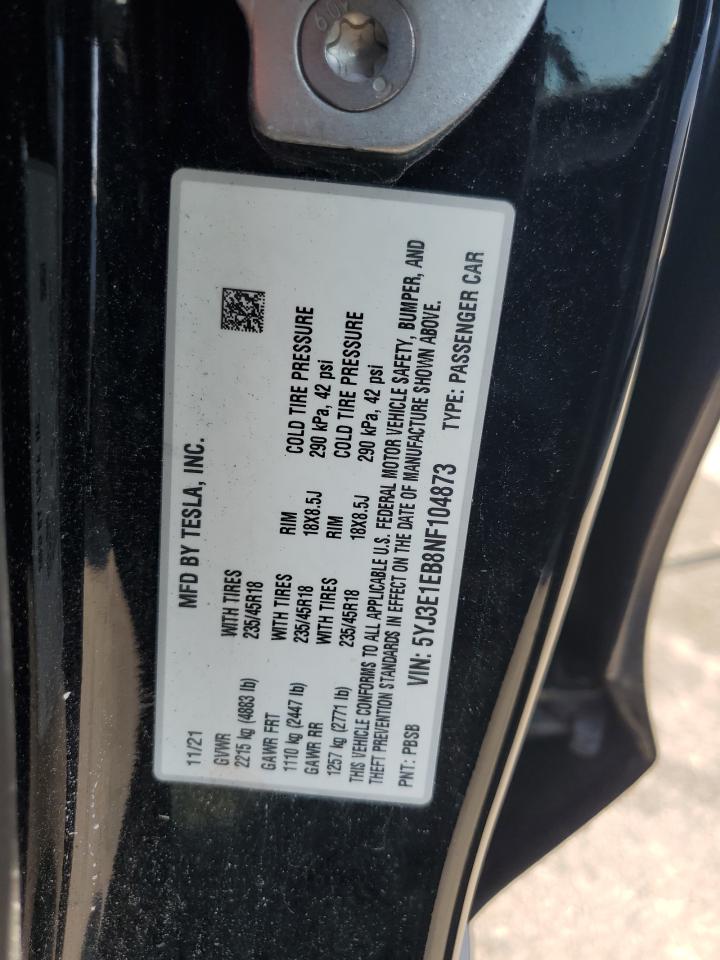 409
11/21 MFD BY TESLA, INC.
GVWR WITH TIRES
2215 kg (4883 lb) 235/45R18
GAWR FRT WITH TIRES RIM COLD TIRE PRESSURE
1110 kg (2447 lb) 235/45R18 18X8.5J 290 kPa, 42 psi
GAWR RR WITH TIRES RIM COLD TIRE PRESSURE
1257 kg (2771 lb) 235/45R18 18X8.5J 290 kPa, 42 psi
THIS VEHICLE CONFORMS TO ALL APPLICABLE U.S. FEDERAL MOTOR VEHICLE SAFETY, BUMPER, AND
THEFT PREVENTION STANDARDS IN EFFECT ON THE DATE OF MANUFACTURE SHOWN ABOVE.
PNT: PBSB VIN: 5YJ3E1EB8NF104873 TYPE: PASSENGER CAR